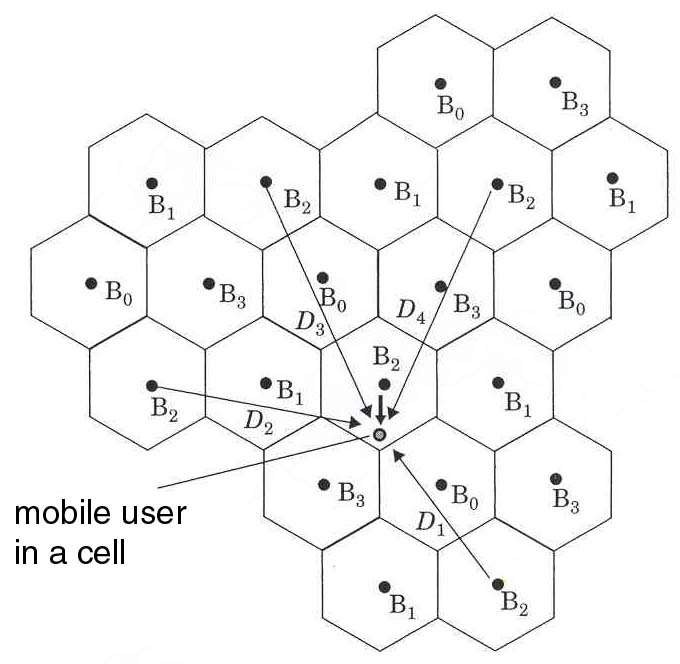 B0 B3
B1 B2 B1 B2 B1
B0 B3 B0 B3 B0
D3 D4
B2 B1 B2 B1
D2
B3 B0 B3
D1
mobile user
in a cell
B1 B2